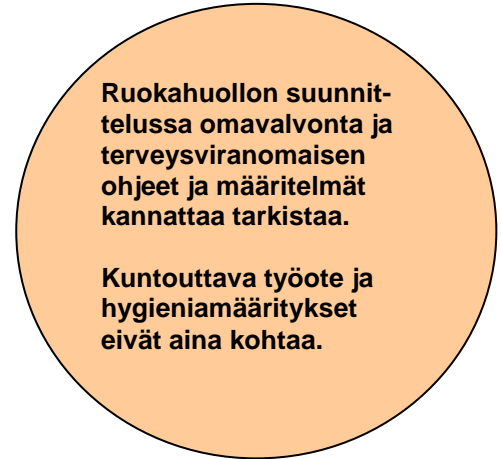 Ruokahuollon suunnit-
telussa omavalvonta ja
terveysviranomaisen
ohjeet ja määritelmät
kannattaa tarkistaa.

Kuntouttava työote ja
hygieniamääritykset
eivät aina kohtaa.